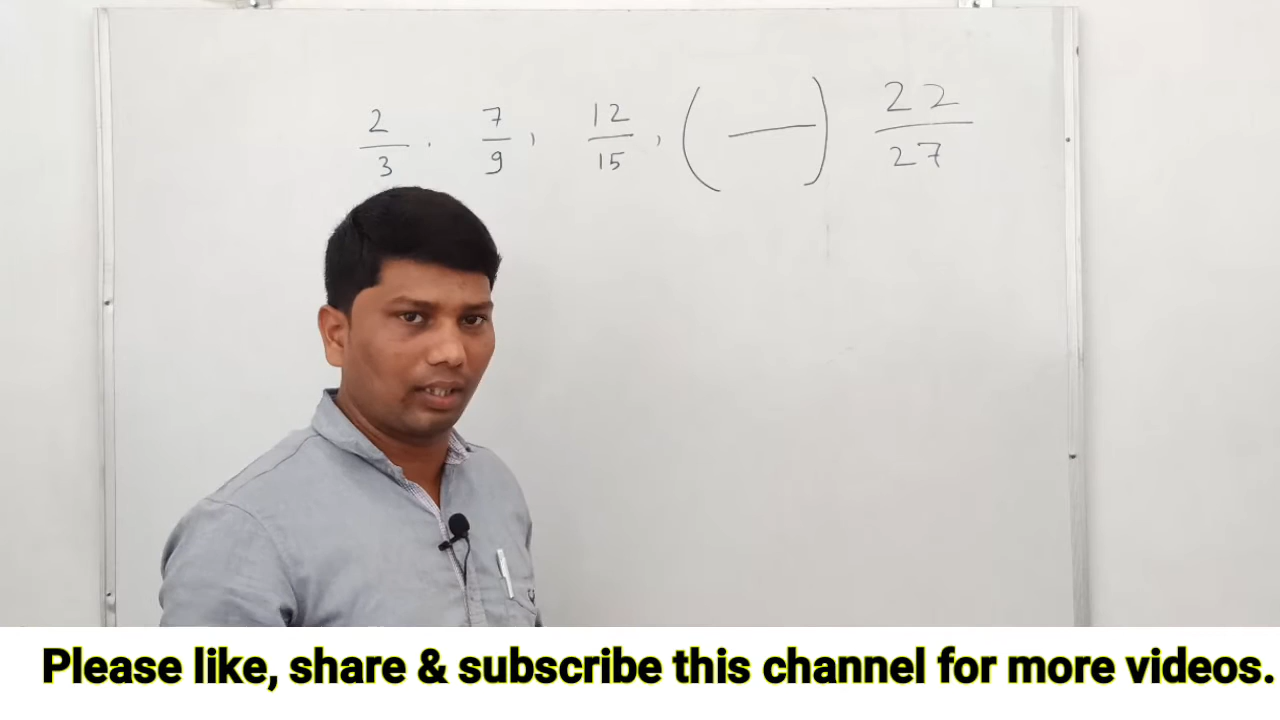 2/3, 7/9, 12/15, (—) 22/27
Please like, share & subscribe this channel for more videos.